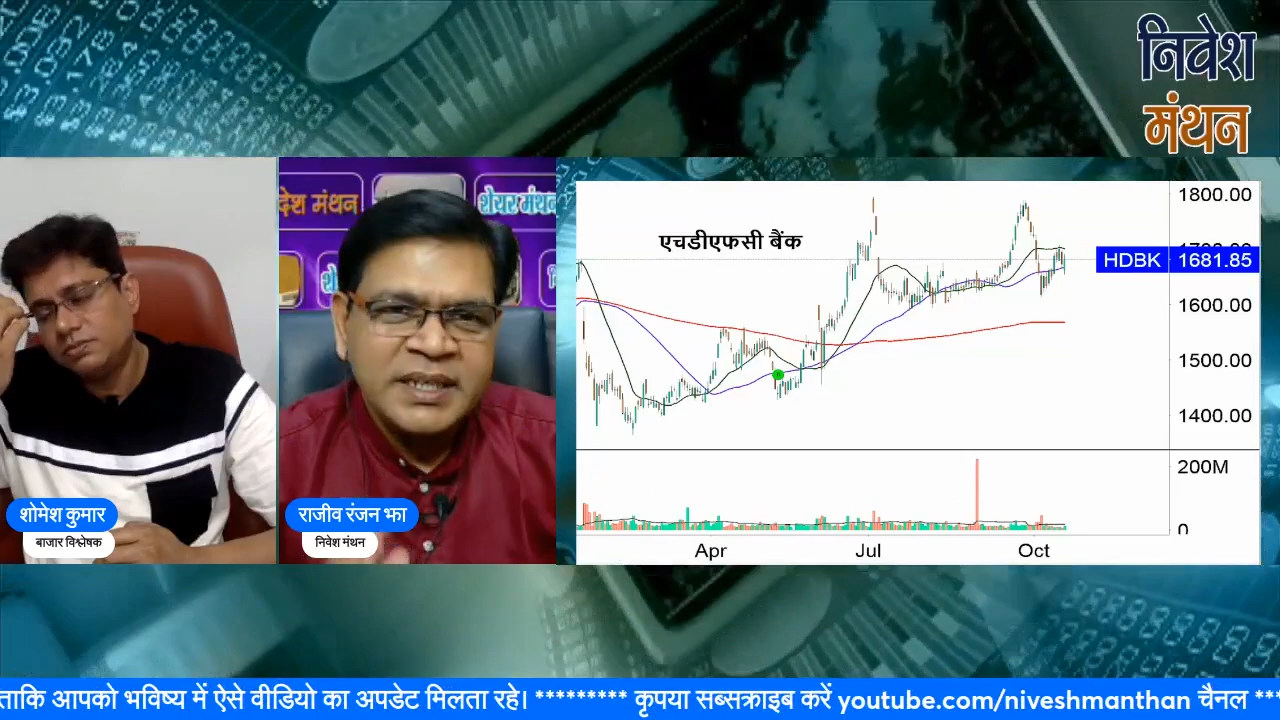 निवेश
मंथन
देश मंथन
शेयर मंथन
एचडीएफसी बैंक
1800.00
HDBK 1681.85
1600.00
1500.00
1400.00
200M
0
Apr Jul Oct
शोमेश कुमार
बाजार विश्लेषक
राजीव रंजन झा
निवेश मंथन
ताकि आपको भविष्य में ऐसे वीडियो का अपडेट मिलता रहे। ********* कृपया सब्सक्राइब करें youtube.com/niveshmanthan चैनल ***